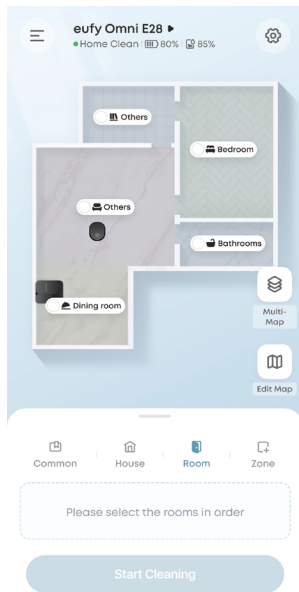 eufy Omni E28
Home Clean 80% 85%
Others
Bedroom
Others
Bathrooms
Dining room
Multi-
Map
Edit Map
Common House Room Zone
Please select the rooms in order
Start Cleaning